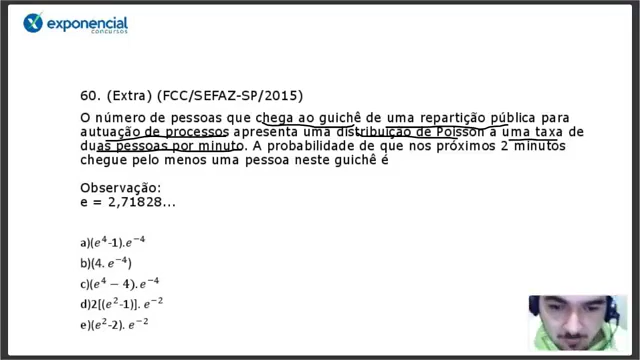 exponencial
concursos
60. (Extra) (FCC/SEFAZ-SP/2015)
O número de pessoas que chega ao guichê de uma repartição pública para
autuação de processos apresenta uma distribuição de Poisson a uma taxa de
duas pessoas por minuto. A probabilidade de que nos próximos 2 minutos
chegue pelo menos uma pessoa neste guichê é
Observação:
e = 2,71828...
a)(e⁴-1).e⁻⁴
b)(4. e⁻⁴)
c)(e⁴ − 4). e⁻⁴
d)2[(e²-1)]. e⁻²
e)(e²-2). e⁻²